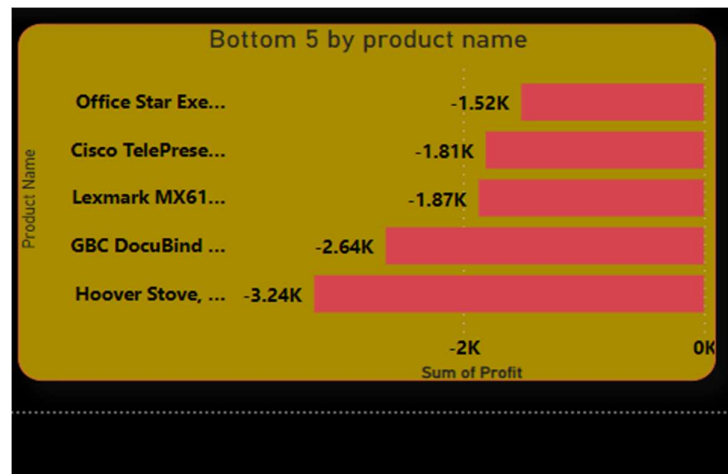 Bottom 5 by product name
Product Name
Office Star Exe... -1.52K
Cisco TelePrese... -1.81K
Lexmark MX61... -1.87K
GBC DocuBind ... -2.64K
Hoover Stove, ... -3.24K
-2K 0K
Sum of Profit